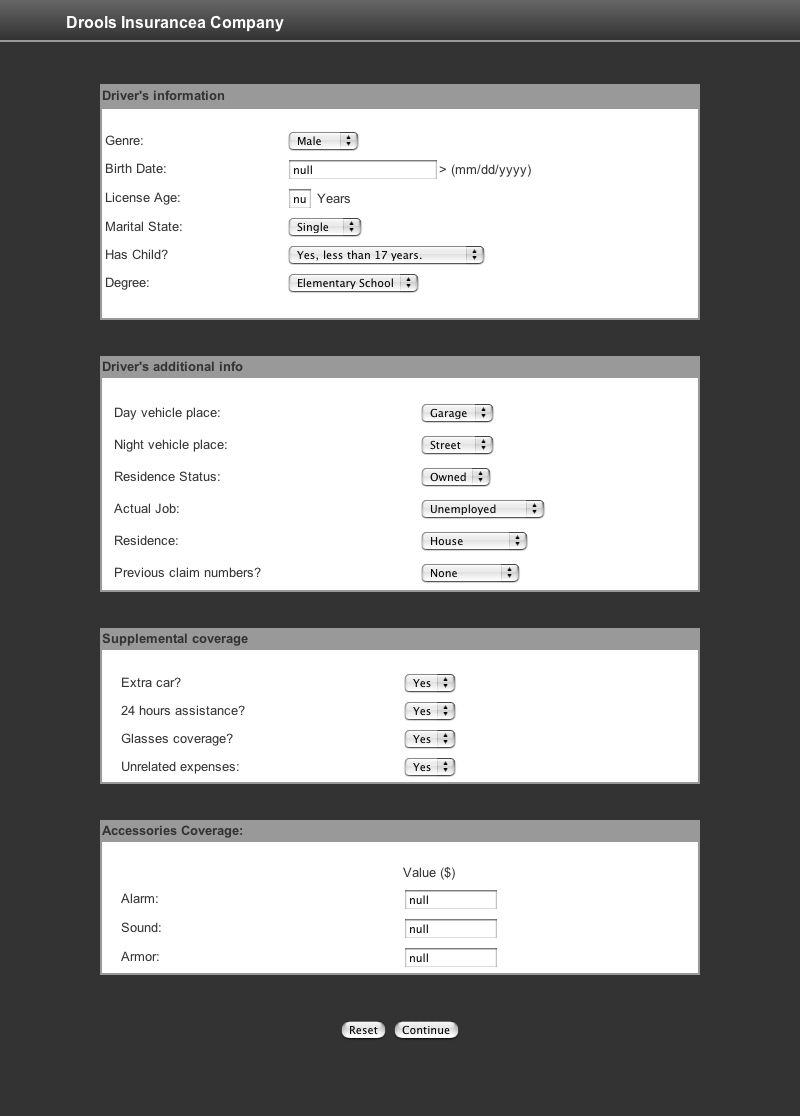 Drools Insurancea Company
Driver's information
Genre: Male
Birth Date: null > (mm/dd/yyyy)
License Age: nu Years
Marital State: Single
Has Child? Yes, less than 17 years.
Degree: Elementary School
Driver's additional info
Day vehicle place: Garage
Night vehicle place: Street
Residence Status: Owned
Actual Job: Unemployed
Residence: House
Previous claim numbers? None
Supplemental coverage
Extra car? Yes
24 hours assistance? Yes
Glasses coverage? Yes
Unrelated expenses: Yes
Accessories Coverage:
Value ($)
Alarm: null
Sound: null
Armor: null
Reset Continue